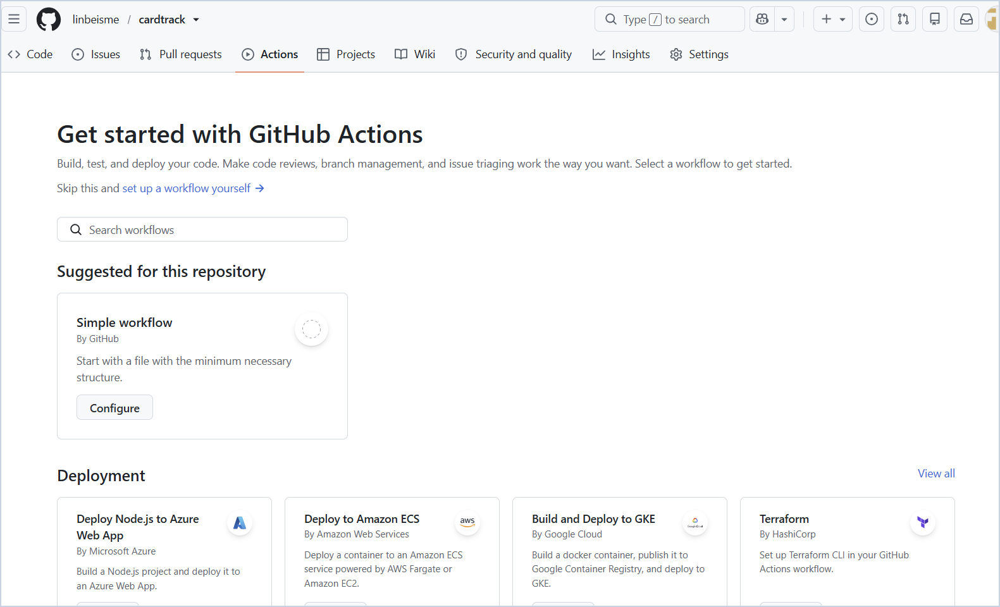 linbeisme / cardtrack
Type / to search
Code
Issues
Pull requests
Actions
Projects
Wiki
Security and quality
Insights
Settings
Get started with GitHub Actions
Build, test, and deploy your code. Make code reviews, branch management, and issue triaging work the way you want. Select a workflow to get started.
Skip this and set up a workflow yourself →
Search workflows
Suggested for this repository
Simple workflow
By GitHub
Start with a file with the minimum necessary
structure.
Configure
Deployment
View all
Deploy Node.js to Azure
Web App
By Microsoft Azure
Build a Node.js project and deploy it to
an Azure Web App.
Deploy to Amazon ECS
aws
By Amazon Web Services
Deploy a container to an Amazon ECS
service powered by AWS Fargate or
Amazon EC2.
Build and Deploy to GKE
Google Cloud
By Google Cloud
Build a docker container, publish it to
Google Container Registry, and deploy to
GKE.
Terraform
By HashiCorp
Set up Terraform CLI in your GitHub
Actions workflow.